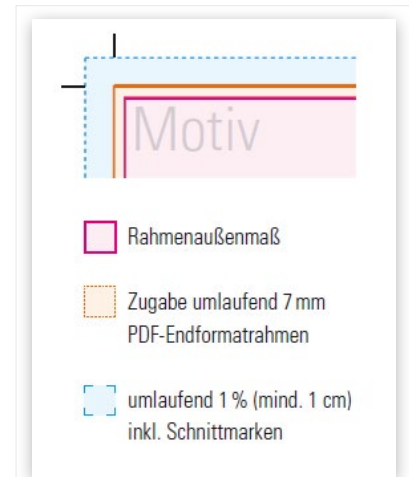 Motiv
Rahmenaußenmaß
Zugabe umlaufend 7 mm
PDF-Endformatrahmen
umlaufend 1 % (mind. 1 cm)
inkl. Schnittmarken